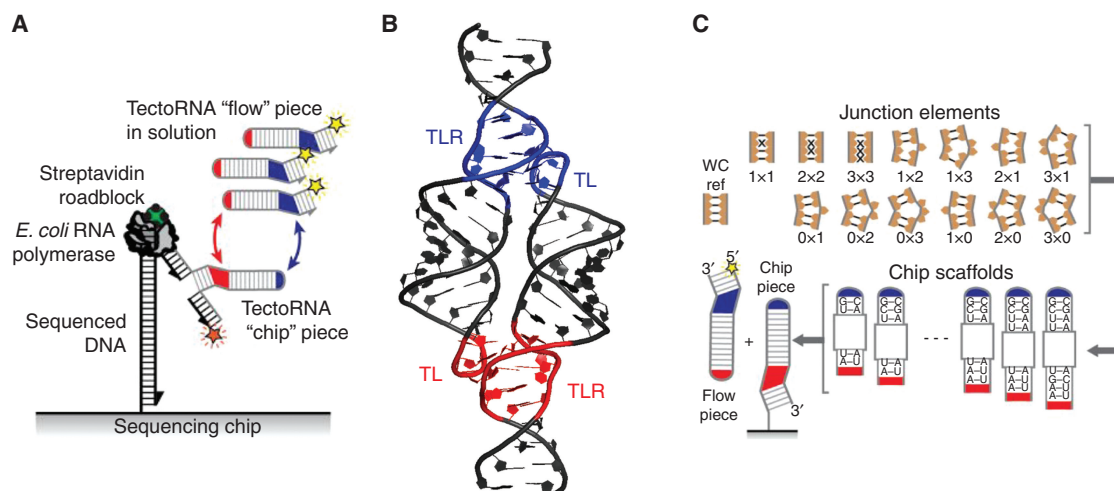 A
TectoRNA “flow” piece
in solution
Streptavidin
roadblock
E. coli RNA
polymerase
TectoRNA
“chip” piece
Sequenced
DNA
Sequencing chip
B
TLR
TL
TL
TLR
C
Junction elements
WC
ref
1×1 2×2 3×3 1×2 1×3 2×1 3×1
0×1 0×2 0×3 1×0 2×0 3×0
Chip scaffolds
5′
3′
Chip
piece
+
Flow
piece
3′
G–C
U–A
U–A
A–U
- - -